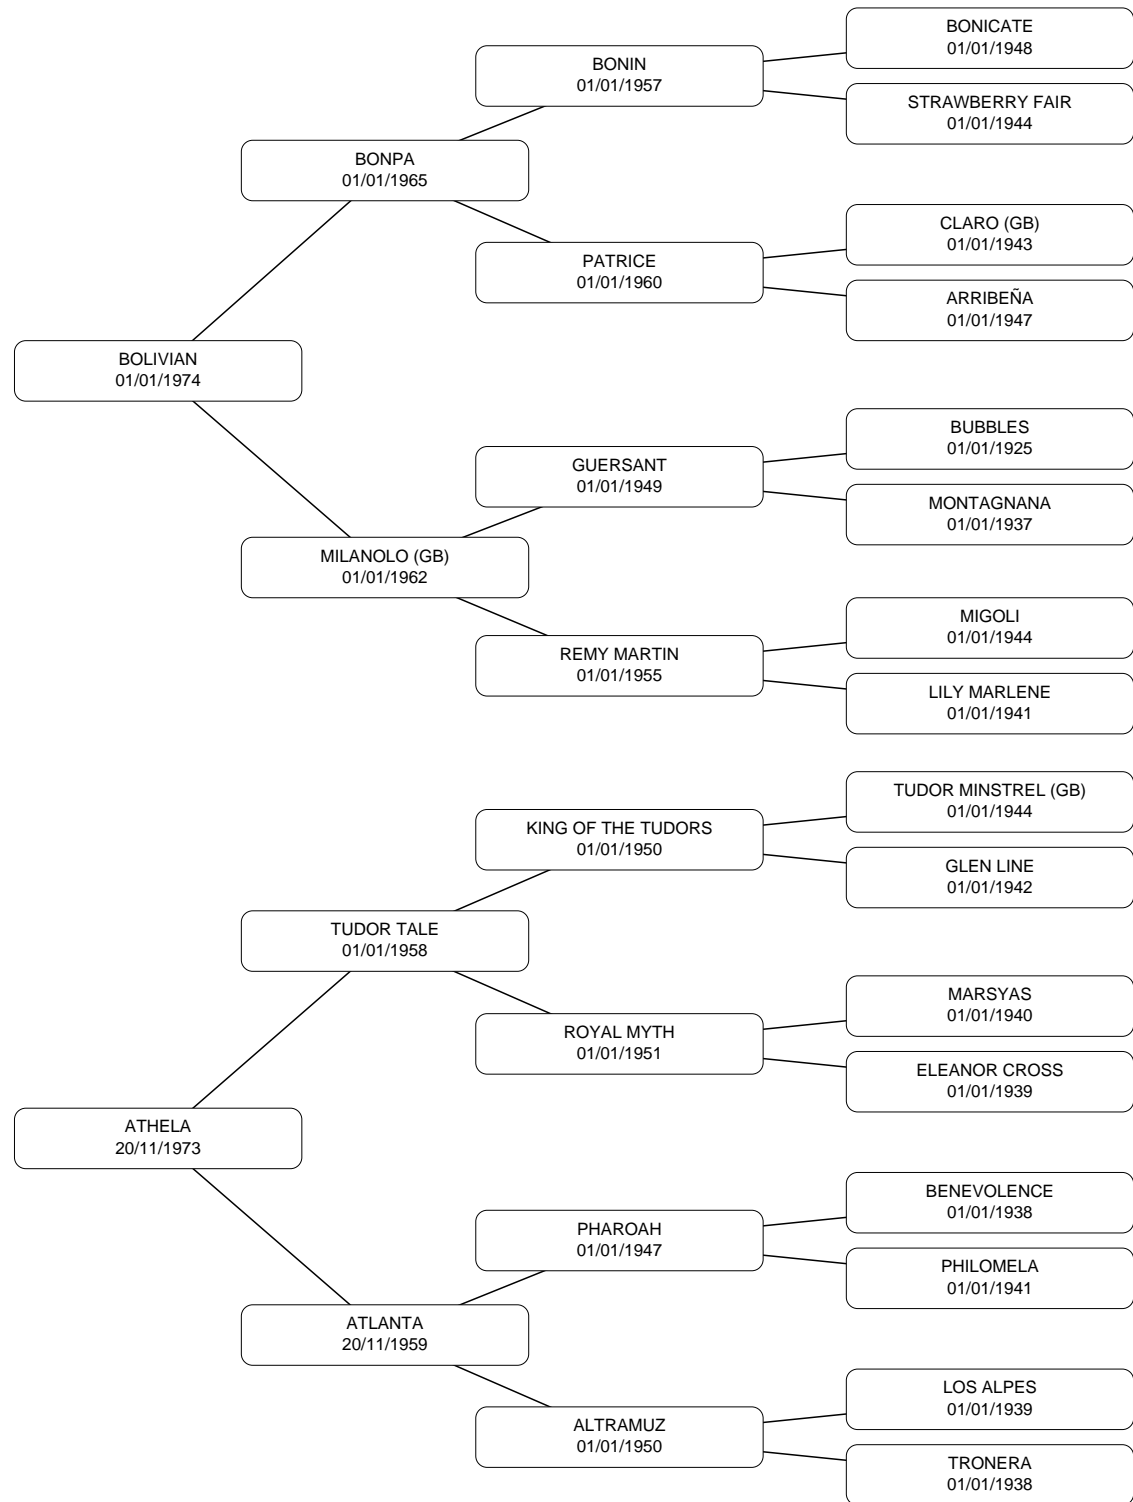 BONICATE
01/01/1948
BONIN
01/01/1957
STRAWBERRY FAIR
01/01/1944
BONPA
01/01/1965
CLARO (GB)
01/01/1943
PATRICE
01/01/1960
ARRIBEÑA
01/01/1947
BOLIVIAN
01/01/1974
BUBBLES
01/01/1925
GUERSANT
01/01/1949
MONTAGNANA
01/01/1937
MILANOLO (GB)
01/01/1962
MIGOLI
01/01/1944
REMY MARTIN
01/01/1955
LILY MARLENE
01/01/1941
TUDOR MINSTREL (GB)
01/01/1944
KING OF THE TUDORS
01/01/1950
GLEN LINE
01/01/1942
TUDOR TALE
01/01/1958
MARSYAS
01/01/1940
ROYAL MYTH
01/01/1951
ELEANOR CROSS
01/01/1939
ATHELA
20/11/1973
BENEVOLENCE
01/01/1938
PHAROAH
01/01/1947
PHILOMELA
01/01/1941
ATLANTA
20/11/1959
LOS ALPES
01/01/1939
ALTRAMUZ
01/01/1950
TRONERA
01/01/1938